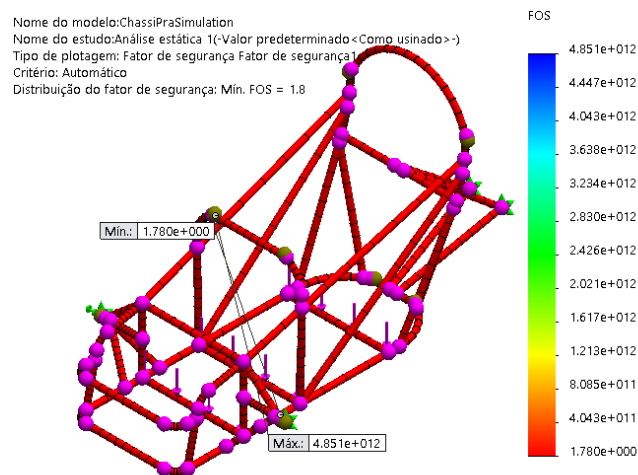 Nome do modelo:ChassiPraSimulation
Nome do estudo:Análise estática 1(-Valor predeterminado<Como usinado>-)
Tipo de plotagem: Fator de segurança Fator de segurança1
Critério: Automático
Distribuição do fator de segurança: Mín. FOS = 1.8
FOS
4.851e+012
4.447e+012
4.042e+012
3.638e+012
3.234e+012
2.830e+012
2.426e+012
2.021e+012
1.617e+012
1.213e+012
8.085e+011
4.043e+011
1.780e+000
Mín.: 1.780e+000
Máx.: 4.851e+012